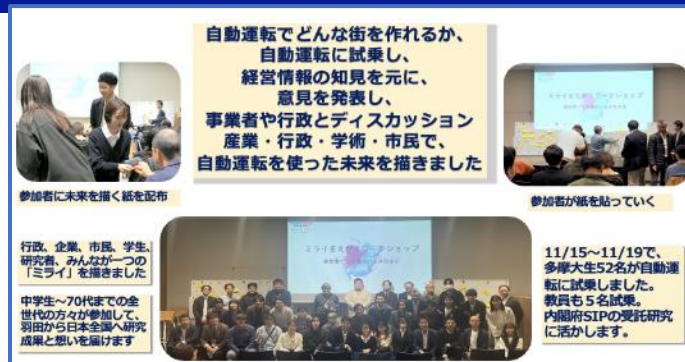 自動運転でどんな街を作れるか、
自動運転に試乗し、
経営情報の知見を元に、
意見を発表し、
事業者や行政とディスカッション
産業・行政・学術・市民で、
自動運転を使った未来を描きました
参加者に未来を描く紙を配布
参加者が紙を貼っていく
行政、企業、市民、学生、
研究者、みんなが一つの
「ミライ」を描きました
中学生～70代までの全
世代の方々が参加して、
羽田から日本全国へ研究
成果と想いを届けます
ミライをえがくワークショップ
11/15～11/19で、
多摩大生52名が自動運
転に試乗しました。
教員も５名試乗。
内閣府SIPの受託研究
に活かします。